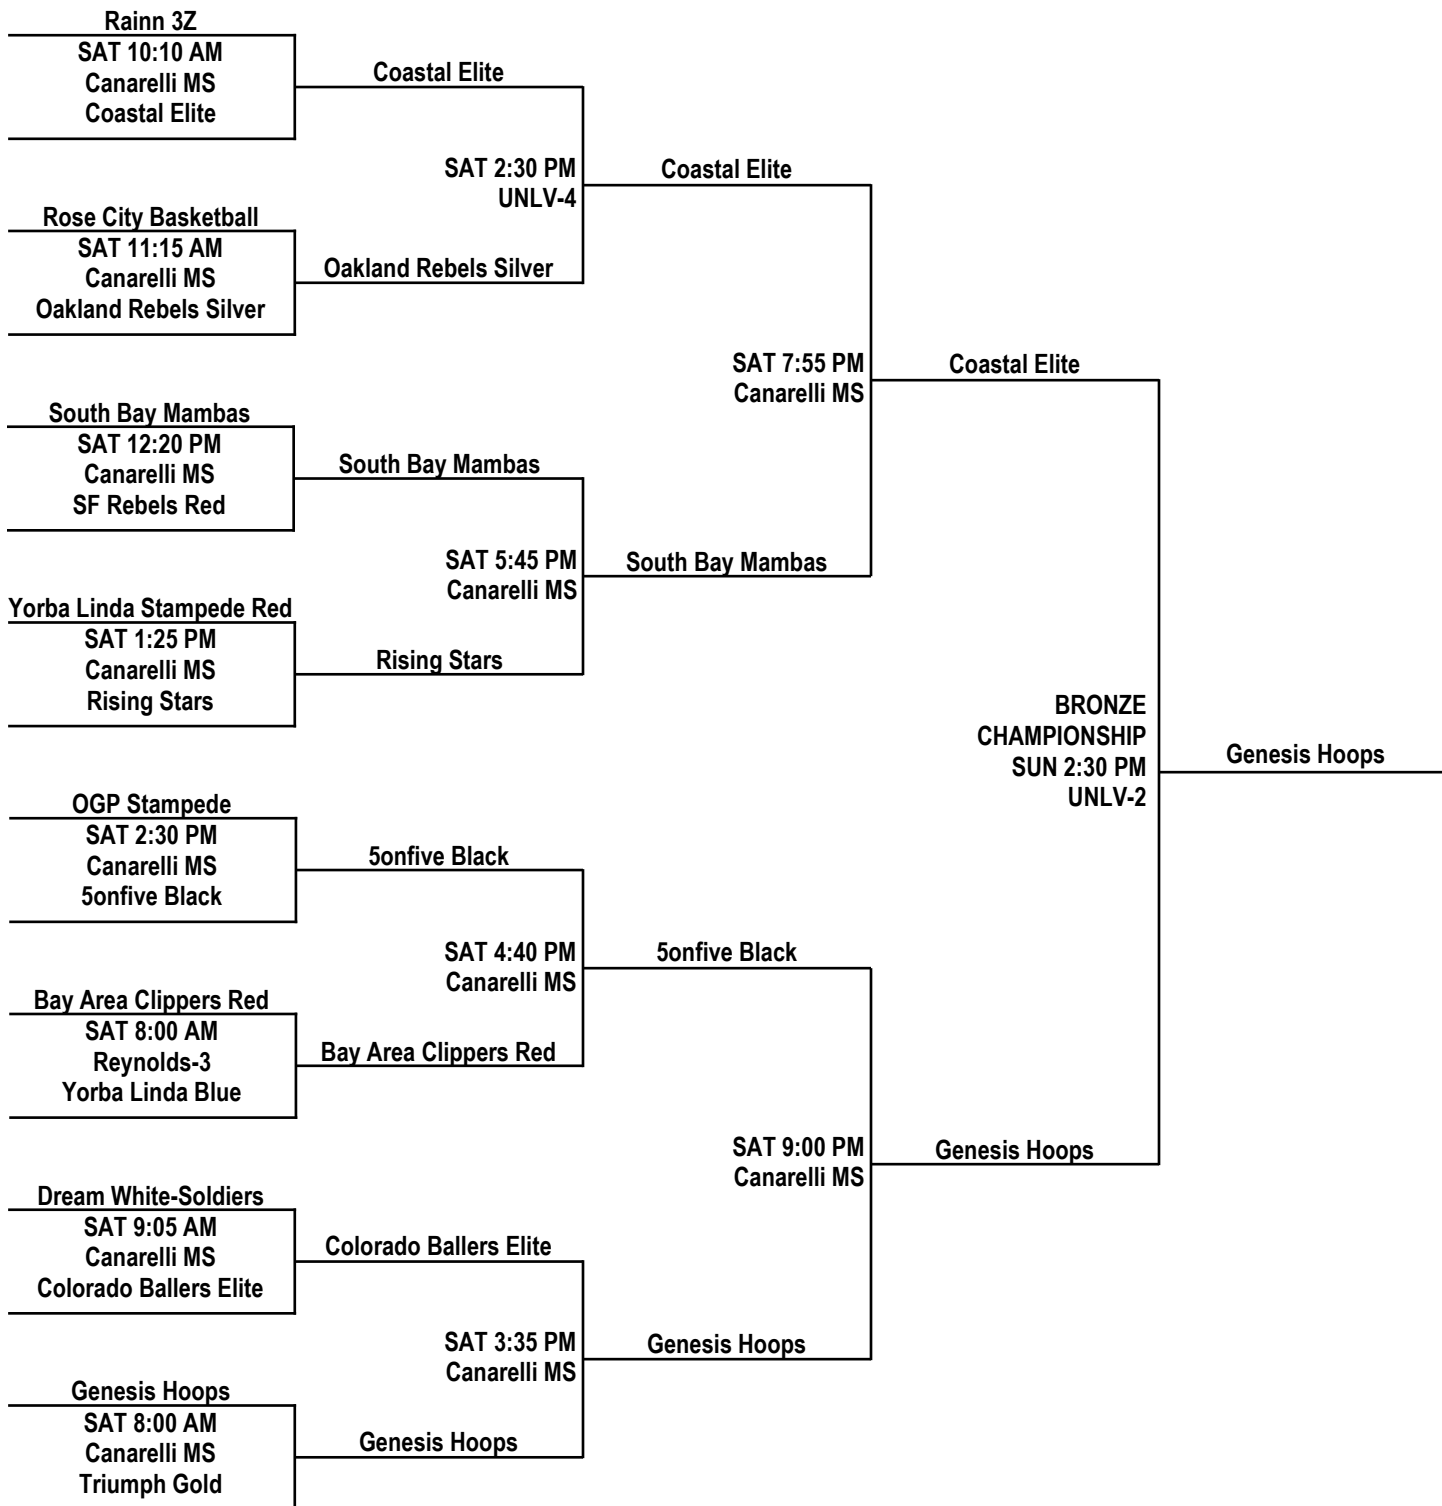 Rainn 3Z
SAT 10:10 AM
Canarelli MS
Coastal Elite
Rose City Basketball
SAT 11:15 AM
Canarelli MS
Oakland Rebels Silver
South Bay Mambas
SAT 12:20 PM
Canarelli MS
SF Rebels Red
Yorba Linda Stampede Red
SAT 1:25 PM
Canarelli MS
Rising Stars
OGP Stampede
SAT 2:30 PM
Canarelli MS
5onfive Black
Bay Area Clippers Red
SAT 8:00 AM
Reynolds-3
Yorba Linda Blue
Dream White-Soldiers
SAT 9:05 AM
Canarelli MS
Colorado Ballers Elite
Genesis Hoops
SAT 8:00 AM
Canarelli MS
Triumph Gold
Coastal Elite
SAT 2:30 PM
UNLV-4
Oakland Rebels Silver
South Bay Mambas
SAT 5:45 PM
Canarelli MS
Rising Stars
5onfive Black
SAT 4:40 PM
Canarelli MS
Bay Area Clippers Red
Colorado Ballers Elite
SAT 3:35 PM
Canarelli MS
Genesis Hoops
Coastal Elite
SAT 7:55 PM
Canarelli MS
South Bay Mambas
5onfive Black
SAT 9:00 PM
Canarelli MS
Genesis Hoops
Coastal Elite
BRONZE
CHAMPIONSHIP
SUN 2:30 PM
UNLV-2
Genesis Hoops
Genesis Hoops